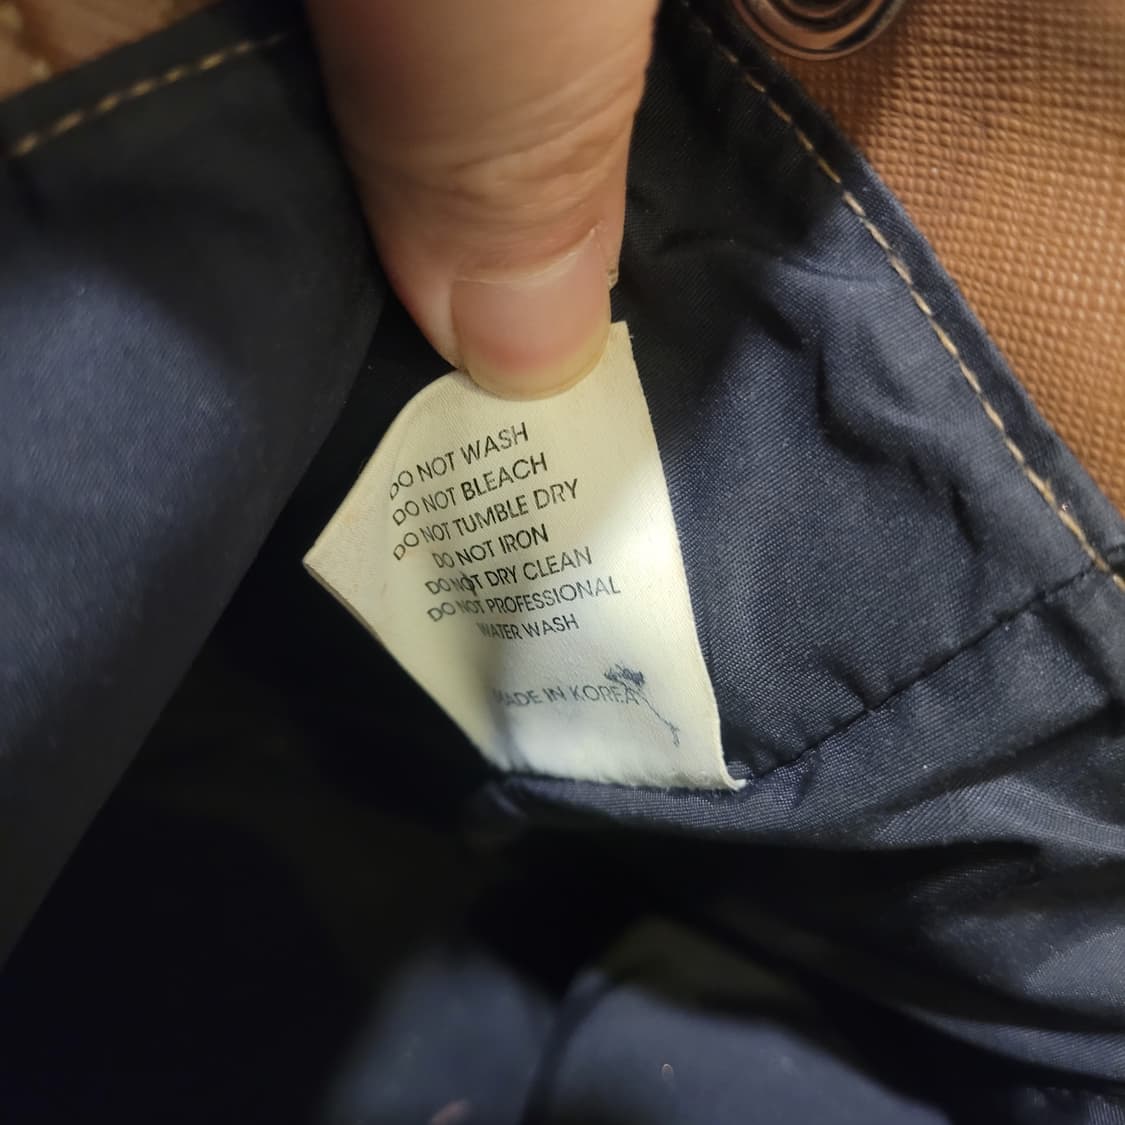 DO NOT WASH
DO NOT BLEACH
DO NOT TUMBLE DRY
DO NOT IRON
DO NOT DRY CLEAN
DO NOT PROFESSIONAL
WATER WASH
MADE IN KOREA